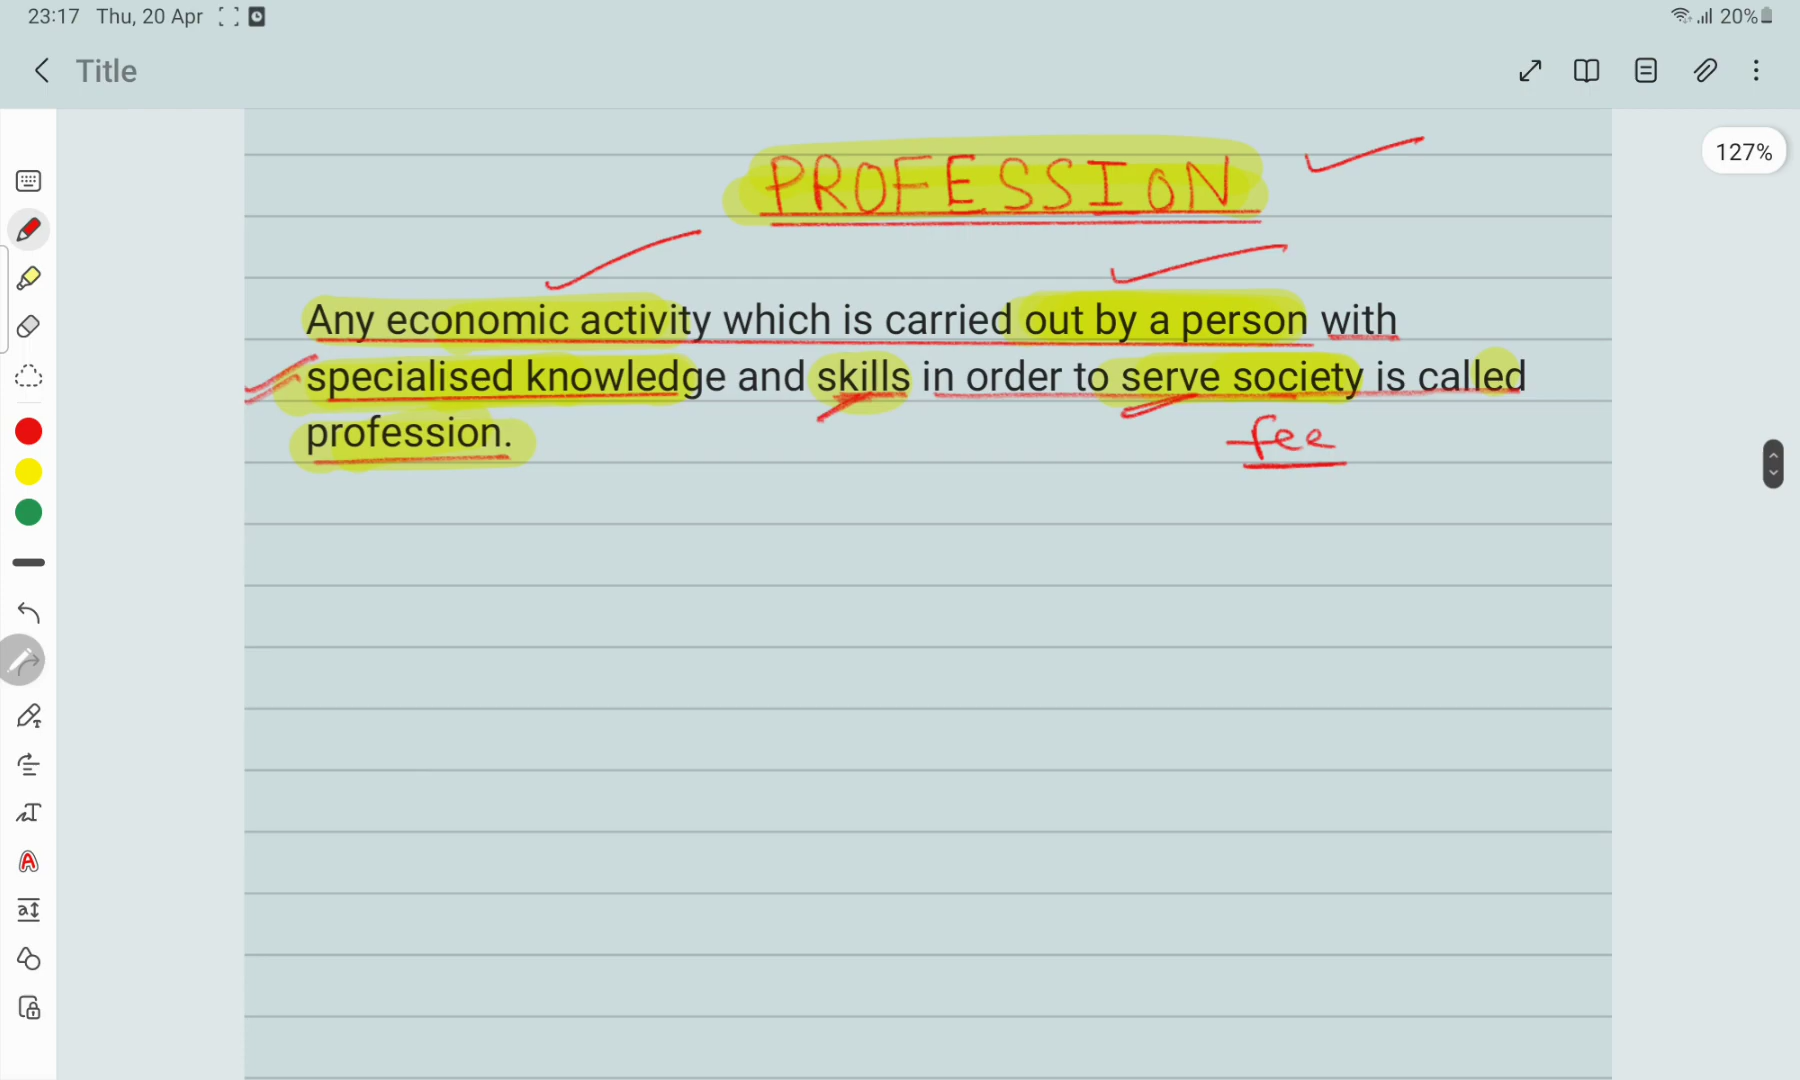 23:17 Thu, 20 Apr 20%
Title
127%
PROFESSION
Any economic activity which is carried out by a person with
specialised knowledge and skills in order to serve society is called
profession.
fee